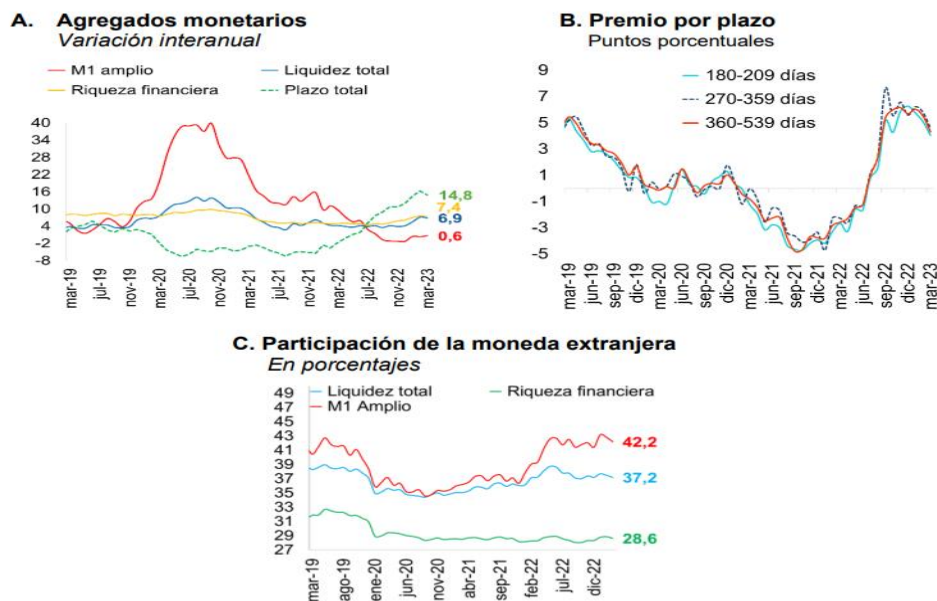 A. Agregados monetarios
Variación interanual
M1 amplio
Liquidez total
Riqueza financiera
Plazo total
40
34
28
22
16
10
4
-2
-8
14,8
7,4
6,9
0,6
mar-19
jul-19
nov-19
mar-20
jul-20
nov-20
mar-21
jul-21
nov-21
mar-22
jul-22
nov-22
mar-23
B. Premio por plazo
Puntos porcentuales
9
7
5
3
1
-1
-3
-5
180-209 días
270-359 días
360-539 días
mar-19
jun-19
sep-19
dic-19
mar-20
jun-20
sep-20
dic-20
mar-21
jun-21
sep-21
dic-21
mar-22
jun-22
sep-22
dic-22
mar-23
C. Participación de la moneda extranjera
En porcentajes
Liquidez total
Riqueza financiera
M1 Amplio
49
47
45
43
41
39
37
35
33
31
29
27
42,2
37,2
28,6
mar-19
ago-19
ene-20
jun-20
nov-20
abr-21
sep-21
feb-22
jul-22
dic-22